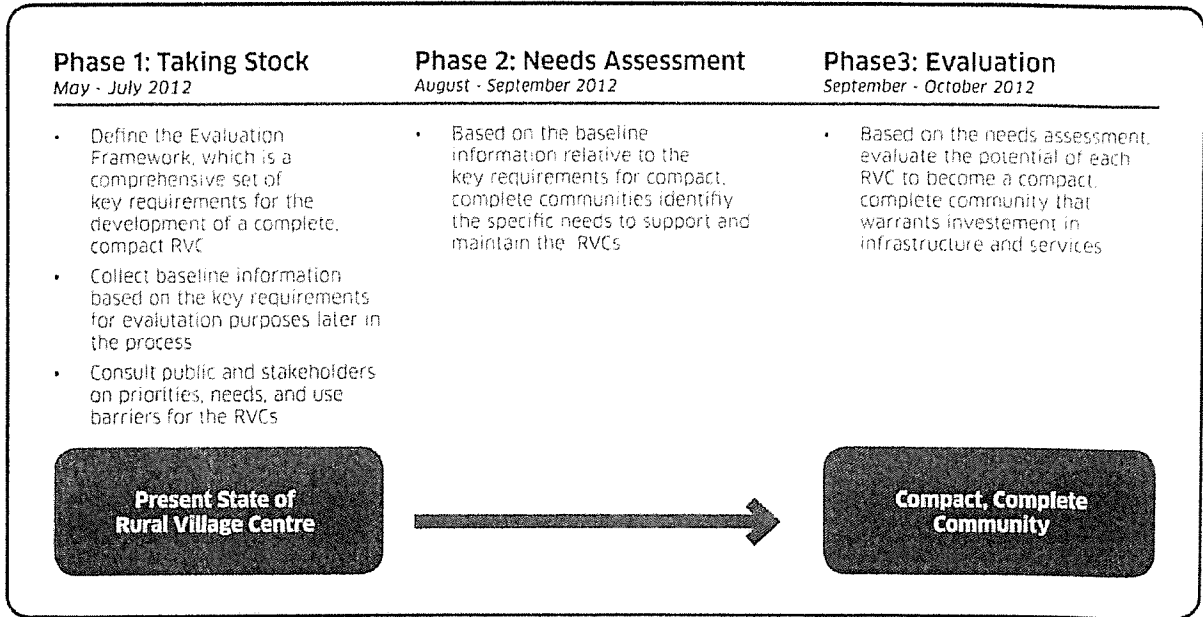 Phase 1: Taking Stock
May - July 2012
• Define the Evaluation
Framework, which is a
comprehensive set of
key requirements for the
development of a complete,
compact RVC
• Collect baseline information
based on the key requirements
for evalutation purposes later in
the process
• Consult public and stakeholders
on priorities, needs, and use
barriers for the RVCs
Phase 2: Needs Assessment
August - September 2012
• Based on the baseline
information relative to the
key requirements for compact,
complete communities identifiy
the specific needs to support and
maintain the RVCs
Phase3: Evaluation
September - October 2012
• Based on the needs assessment,
evaluate the potential of each
RVC to become a compact,
complete community that
warrants investement in
infrastructure and services
Present State of
Rural Village Centre
Compact, Complete
Community